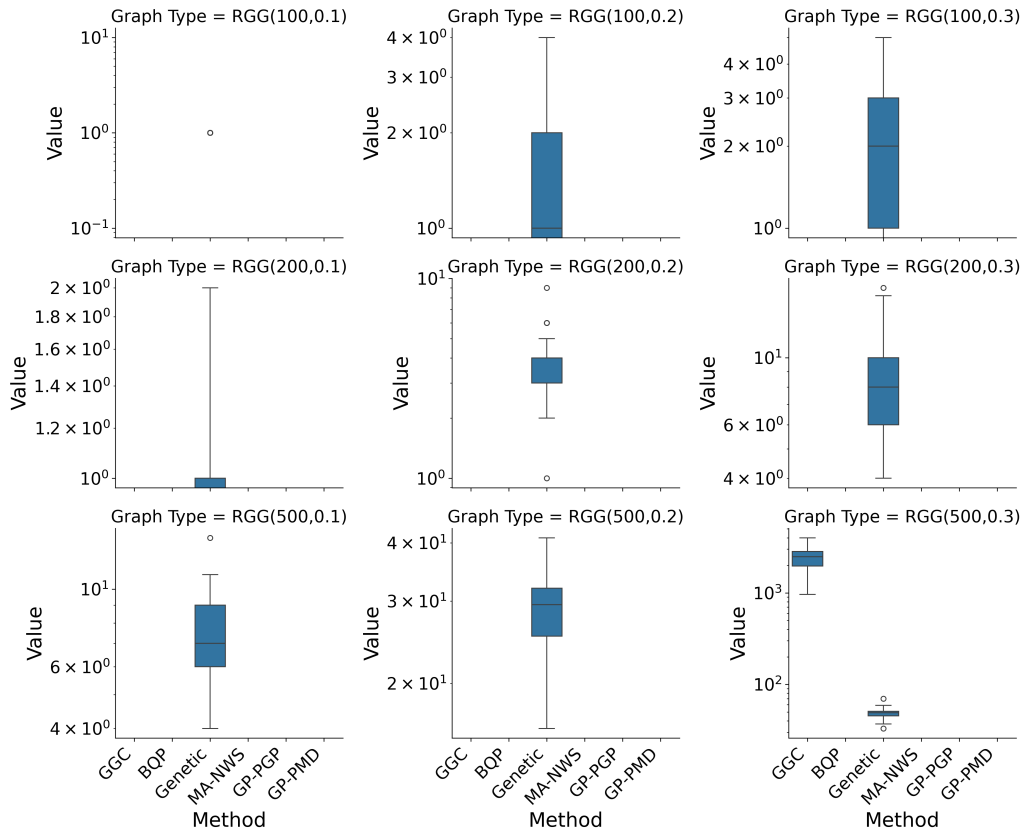 Graph Type = RGG(100,0.1)
Graph Type = RGG(100,0.2)
Graph Type = RGG(100,0.3)
Value
10¹
10⁰
10⁻¹
Value
4 × 10⁰
3 × 10⁰
2 × 10⁰
10⁰
Value
4 × 10⁰
3 × 10⁰
2 × 10⁰
10⁰
Graph Type = RGG(200,0.1)
Graph Type = RGG(200,0.2)
Graph Type = RGG(200,0.3)
Value
2 × 10⁰
1.8 × 10⁰
1.6 × 10⁰
1.4 × 10⁰
1.2 × 10⁰
10⁰
Value
10¹
10⁰
Value
10¹
6 × 10⁰
4 × 10⁰
Graph Type = RGG(500,0.1)
Graph Type = RGG(500,0.2)
Graph Type = RGG(500,0.3)
Value
10¹
6 × 10⁰
4 × 10⁰
Value
4 × 10¹
3 × 10¹
2 × 10¹
Value
10³
10²
GGC
BQP
Genetic
MA-NWS
GP-PGP
GP-PMD
Method
GGC
BQP
Genetic
MA-NWS
GP-PGP
GP-PMD
Method
GGC
BQP
Genetic
MA-NWS
GP-PGP
GP-PMD
Method